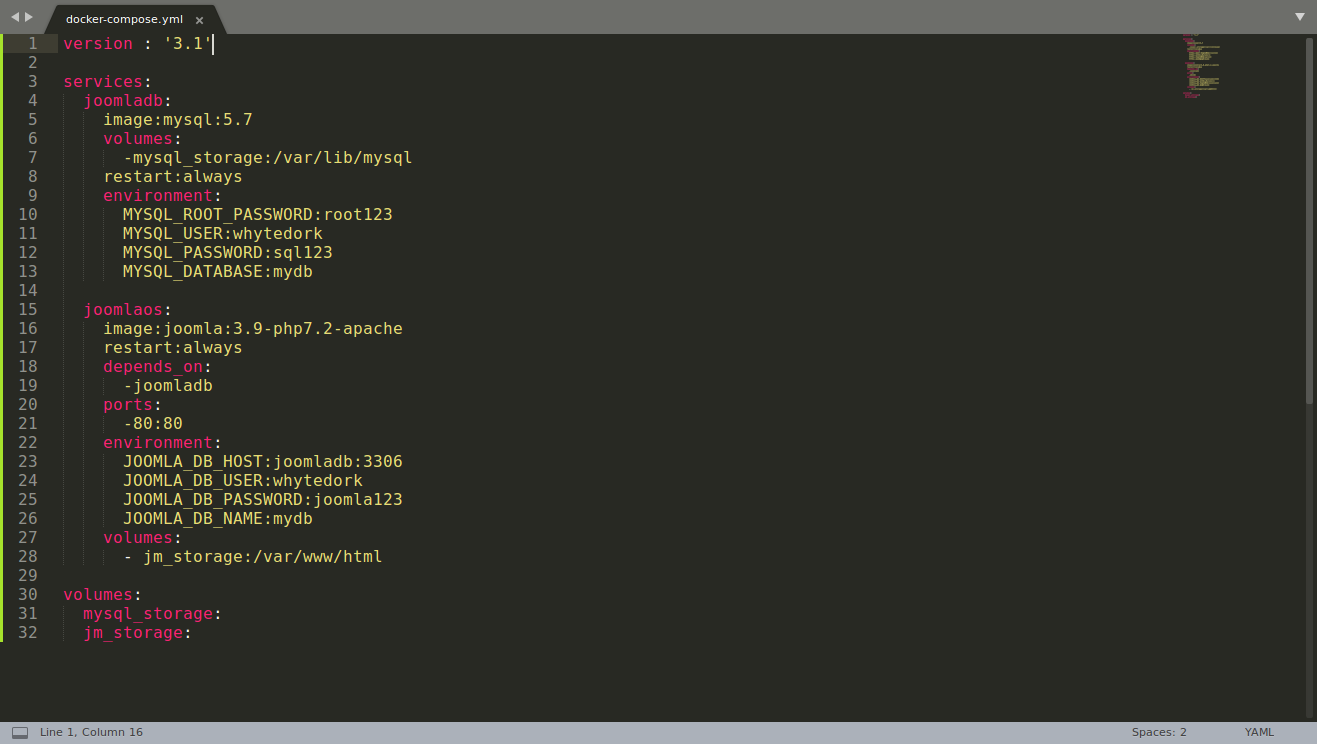 docker-compose.yml ×
1 version : '3.1'
2
3 services:
4   joomladb:
5     image:mysql:5.7
6     volumes:
7       -mysql_storage:/var/lib/mysql
8     restart:always
9     environment:
10       MYSQL_ROOT_PASSWORD:root123
11       MYSQL_USER:whytedork
12       MYSQL_PASSWORD:sql123
13       MYSQL_DATABASE:mydb
14
15   joomlaos:
16     image:joomla:3.9-php7.2-apache
17     restart:always
18     depends_on:
19       -joomladb
20     ports:
21       -80:80
22     environment:
23       JOOMLA_DB_HOST:joomladb:3306
24       JOOMLA_DB_USER:whytedork
25       JOOMLA_DB_PASSWORD:joomla123
26       JOOMLA_DB_NAME:mydb
27     volumes:
28       - jm_storage:/var/www/html
29
30 volumes:
31   mysql_storage:
32   jm_storage:
Line 1, Column 16 Spaces: 2 YAML